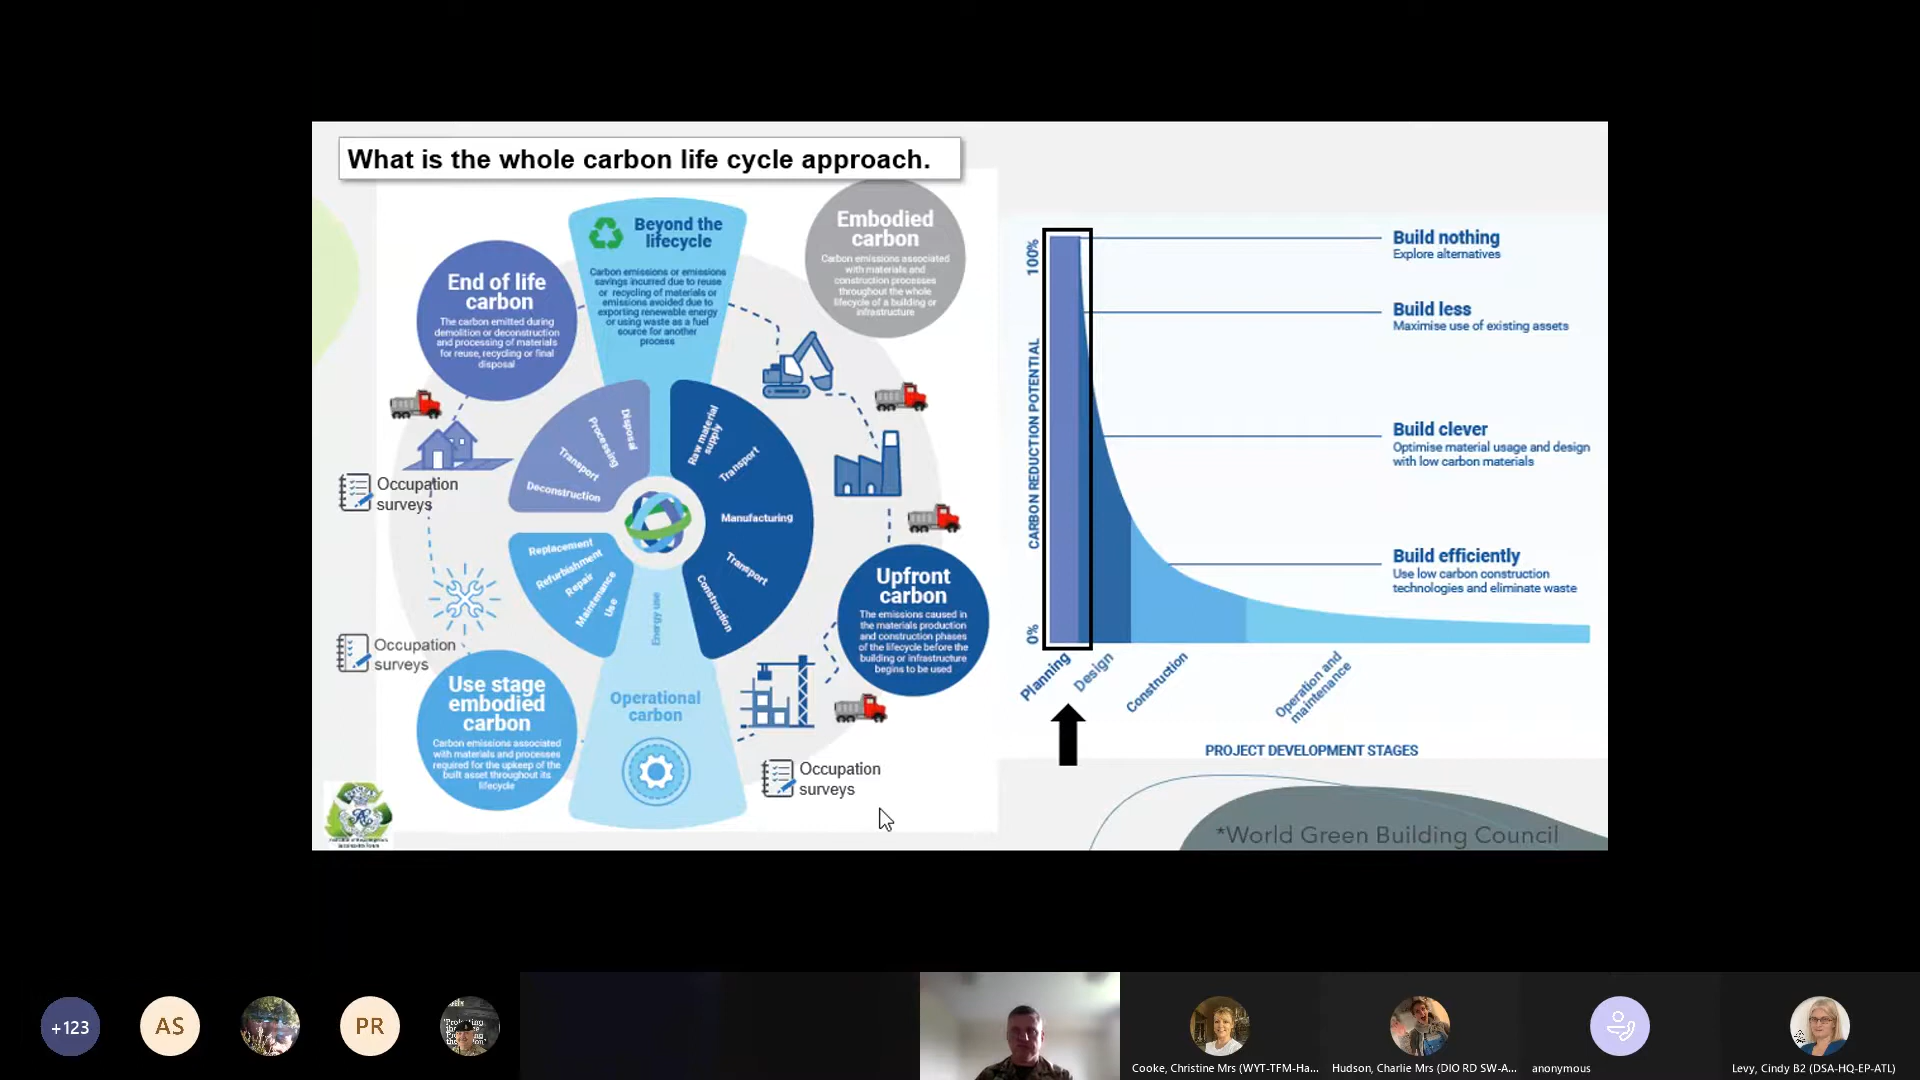 What is the whole carbon life cycle approach.
Beyond the
lifecycle
Carbon emissions or emissions
savings incurred due to reuse
or recycling of materials or
emissions avoided due to
exporting renewable energy
or using waste as a fuel
source for another
process
Embodied
carbon
Carbon emissions associated
with materials and
construction processes
throughout the whole
lifecycle of a building or
infrastructure
End of life
carbon
The carbon emitted during
demolition or deconstruction
and processing of materials
for reuse, recycling or final
disposal
Disposal
Processing
Transport
Deconstruction
Raw material
supply
Transport
Manufacturing
Transport
Construction
Replacement
Refurbishment
Repair
Maintenance
Use
Energy use
Occupation
surveys
Occupation
surveys
Upfront
carbon
The emissions caused in
the materials production
and construction phases
of the lifecycle before the
building or infrastructure
begins to be used
Use stage
embodied
carbon
Carbon emissions associated
with materials and processes
required for the upkeep of the
built asset throughout its
lifecycle
Operational
carbon
Occupation
surveys
CARBON REDUCTION POTENTIAL
100%
0%
Build nothing
Explore alternatives
Build less
Maximise use of existing assets
Build clever
Optimise material usage and design
with low carbon materials
Build efficiently
Use low carbon construction
technologies and eliminate waste
Planning
Design
Construction
Operation and
maintenance
PROJECT DEVELOPMENT STAGES
*World Green Building Council
+123
AS
PR
Cooke, Christine Mrs (WYT-TFM-Ha...
Hudson, Charlie Mrs (DIO RD SW-A...
anonymous
Levy, Cindy B2 (DSA-HQ-EP-ATL)